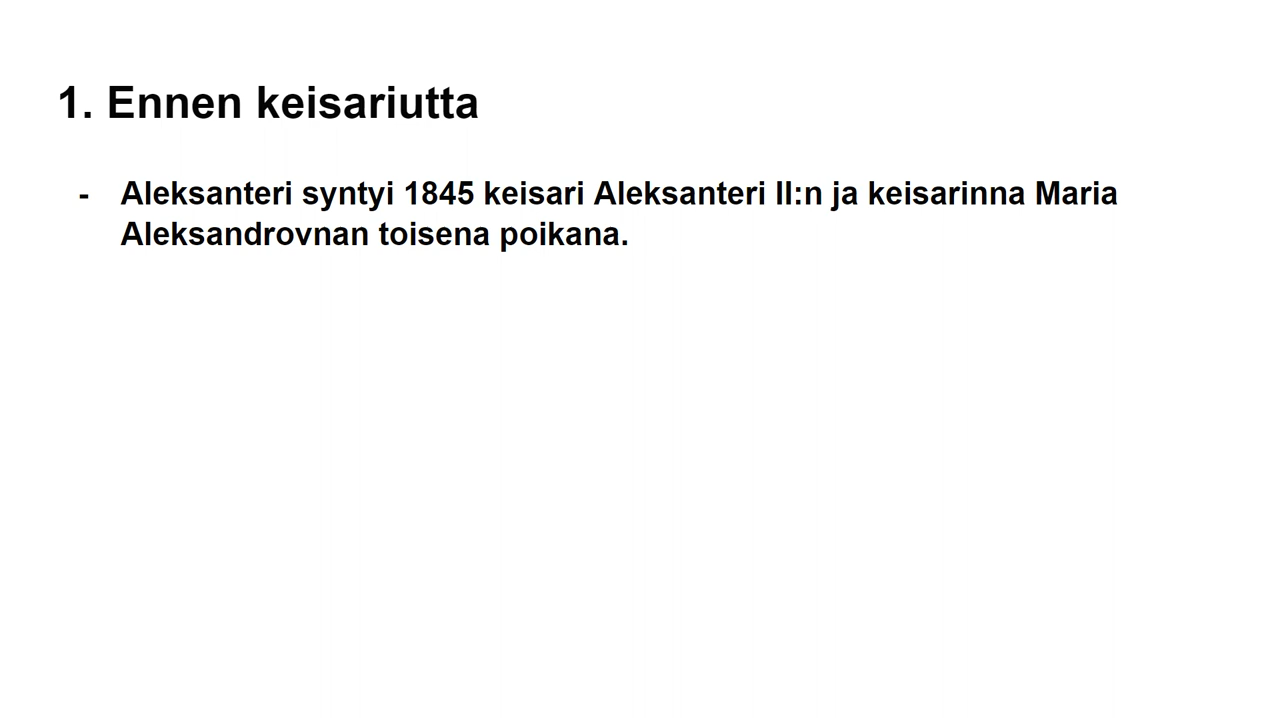 1. Ennen keisariutta
- Aleksanteri syntyi 1845 keisari Aleksanteri II:n ja keisarinna Maria
Aleksandrovnan toisena poikana.